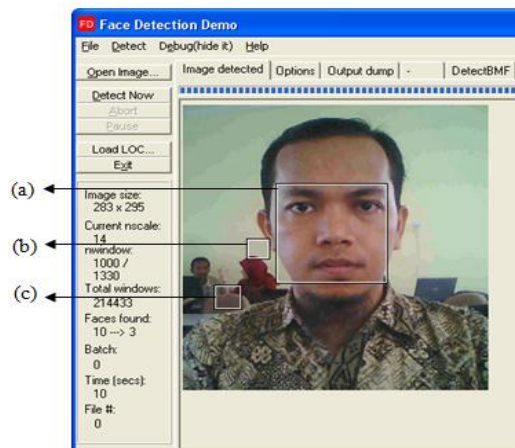 FD Face Detection Demo
File Detect Debug(hide it) Help
Open Image...
Image detected Options Output dump - DetectBMF
Detect Now
Abort
Pause
Load LOC...
Exit
(a)
Image size:
283 x 295
Current nscale:
14
(b)
nwindow:
1000 /
1330
(c)
Total windows:
214433
Faces found:
10 ---> 3
Batch:
0
Time (secs):
10
File #:
0